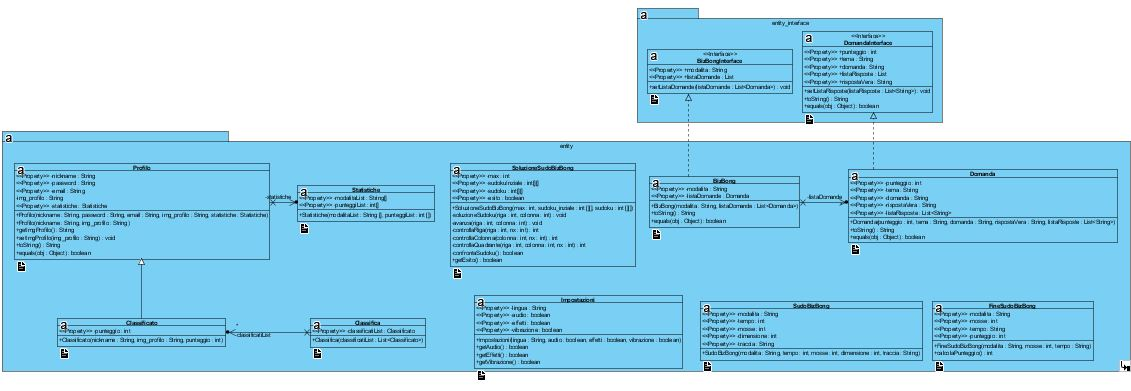 a
entity_interface
a
<<Interface>>
BizBongInterface
<<Property>> +modalita : String
<<Property>> +listaDomande : List
+setListaDomande(listaDomande : List<Domanda>) : void
a
<<Interface>>
DomandaInterface
<<Property>> +punteggio : int
<<Property>> +tema : String
<<Property>> +domanda : String
<<Property>> +listaRisposte : List
<<Property>> +rispostaVera : String
+setListaRisposte(listaRisposte : List<String>) : void
+toString() : String
+equals(obj : Object) : boolean
a
entity
a
Profilo
<<Property>> -nickname : String
<<Property>> -password : String
<<Property>> -email : String
+img_profilo : String
<<Property>> -statistiche : Statistiche
+Profilo(nickname : String, password : String, email : String, img_profilo : String, statistiche : Statistiche)
+Profilo(nickname : String, img_profilo : String)
+getImgProfilo() : String
+setImgProfilo(img_profilo : String) : void
+toString() : String
+equals(obj : Object) : boolean
-statistiche
a
Statistiche
<<Property>> -modalitaList : String[]
<<Property>> -punteggiList : int[]
+Statistiche(modalitaList : String [], punteggiList : int [])
a
SoluzioneSudoBizBong
<<Property>> -max : int
<<Property>> -sudokuIniziale : int[][]
<<Property>> -sudoku : int[][]
<<Property>> -esito : boolean
+SoluzioneSudoBizBong(max : int, sudoku_iniziale : int[][], sudoku : int[][])
-soluzioneSudoku(riga : int, colonna : int) : void
-avanza(riga : int, colonna : int) : void
-controllaRiga(riga : int, nx : int) : int
-controllaColonna(colonna : int, nx : int) : int
-controllaQuadrante(riga : int, colonna : int, nx : int) : int
-confrontaSudoku() : boolean
+getEsito() : boolean
a
BizBong
<<Property>> -modalita : String
<<Property>> -listaDomande : Domanda
+BizBong(modalita : String, listaDomande : List<Domanda>)
+toString() : String
+equals(obj : Object) : boolean
-listaDomande
a
Domanda
<<Property>> -punteggio : int
<<Property>> -tema : String
<<Property>> -domanda : String
<<Property>> -rispostaVera : String
<<Property>> -listaRisposte : List<String>
+Domanda(punteggio : int, tema : String, domanda : String, rispostaVera : String, listaRisposte : List<String>)
+toString() : String
+equals(obj : Object) : boolean
a
Classificato
<<Property>> -punteggio : int
+Classificato(nickname : String, img_profilo : String, punteggio : int)
*
-classificatiList
a
Classifica
<<Property>> -classificatiList : Classificato
+Classifica(classificatiList : List<Classificato>)
a
Impostazioni
<<Property>> -lingua : String
<<Property>> -audio : boolean
<<Property>> -effetti : boolean
<<Property>> -vibrazione : boolean
+Impostazioni(lingua : String, audio : boolean, effetti : boolean, vibrazione : boolean)
+getAudio() : boolean
+getEffetti() : boolean
+getVibrazione() : boolean
a
SudoBizBong
<<Property>> -modalita : String
<<Property>> -tempo : int
<<Property>> -mosse : int
<<Property>> -dimensione : int
<<Property>> -traccia : String
+SudoBizBong(modalita : String, tempo : int, mosse : int, dimensione : int, traccia : String)
a
FineSudoBizBong
<<Property>> -modalita : String
<<Property>> -mosse : int
<<Property>> -tempo : String
<<Property>> -punteggio : int
+FineSudoBizBong(modalita : String, mosse : int, tempo : String)
+calcolaPunteggio() : int